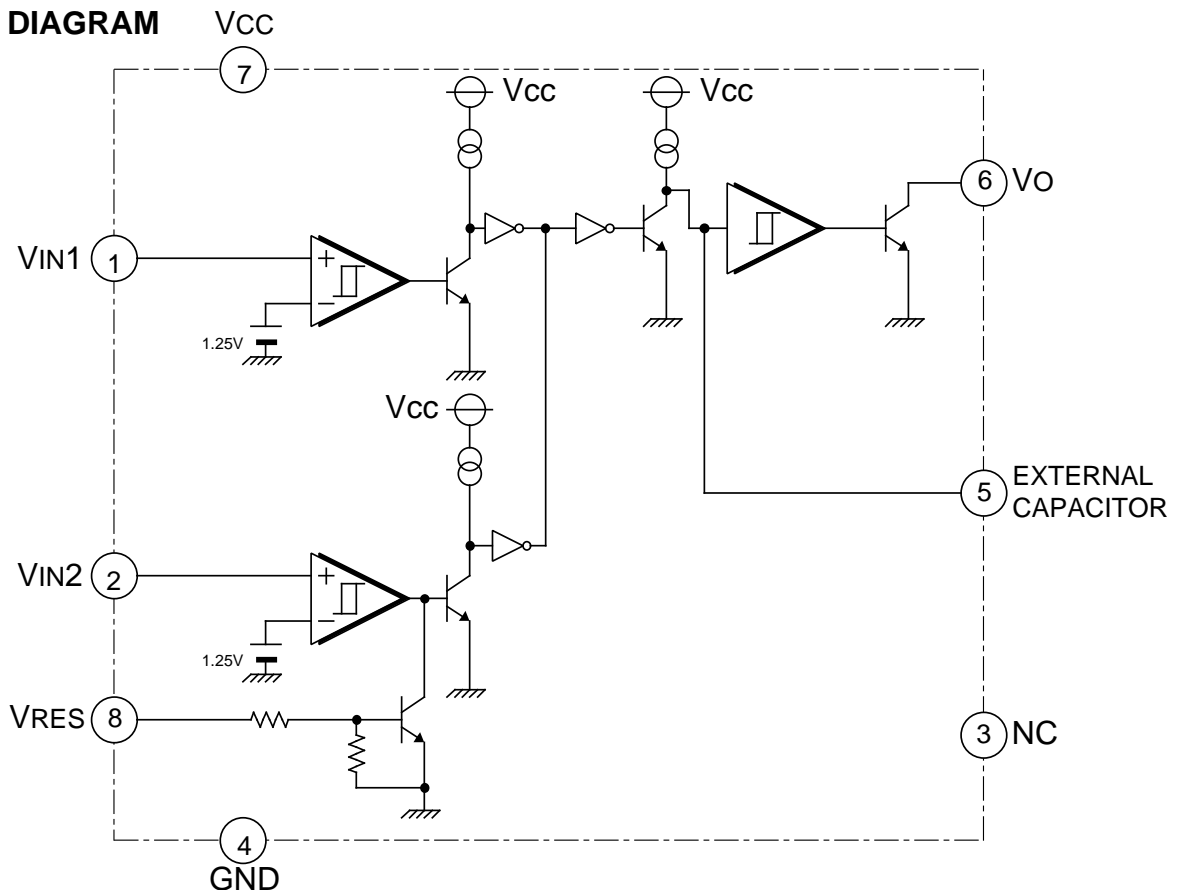 DIAGRAM
VCC
7
Vcc
Vcc
6 VO
VIN1 1
+
−
1.25V
Vcc
5 EXTERNAL
CAPACITOR
VIN2 2
+
−
1.25V
VRES 8
3 NC
4
GND